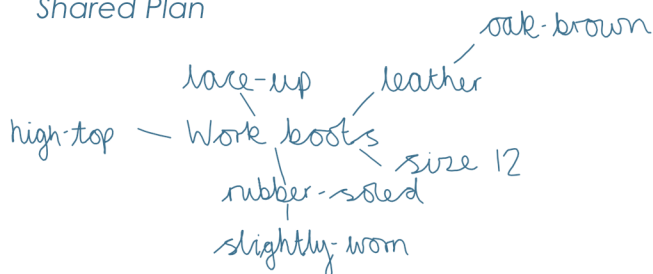 Shared Plan
oak-brown
lace-up
leather
high-top
Work boots
size 12
rubber-soled
slightly-worn